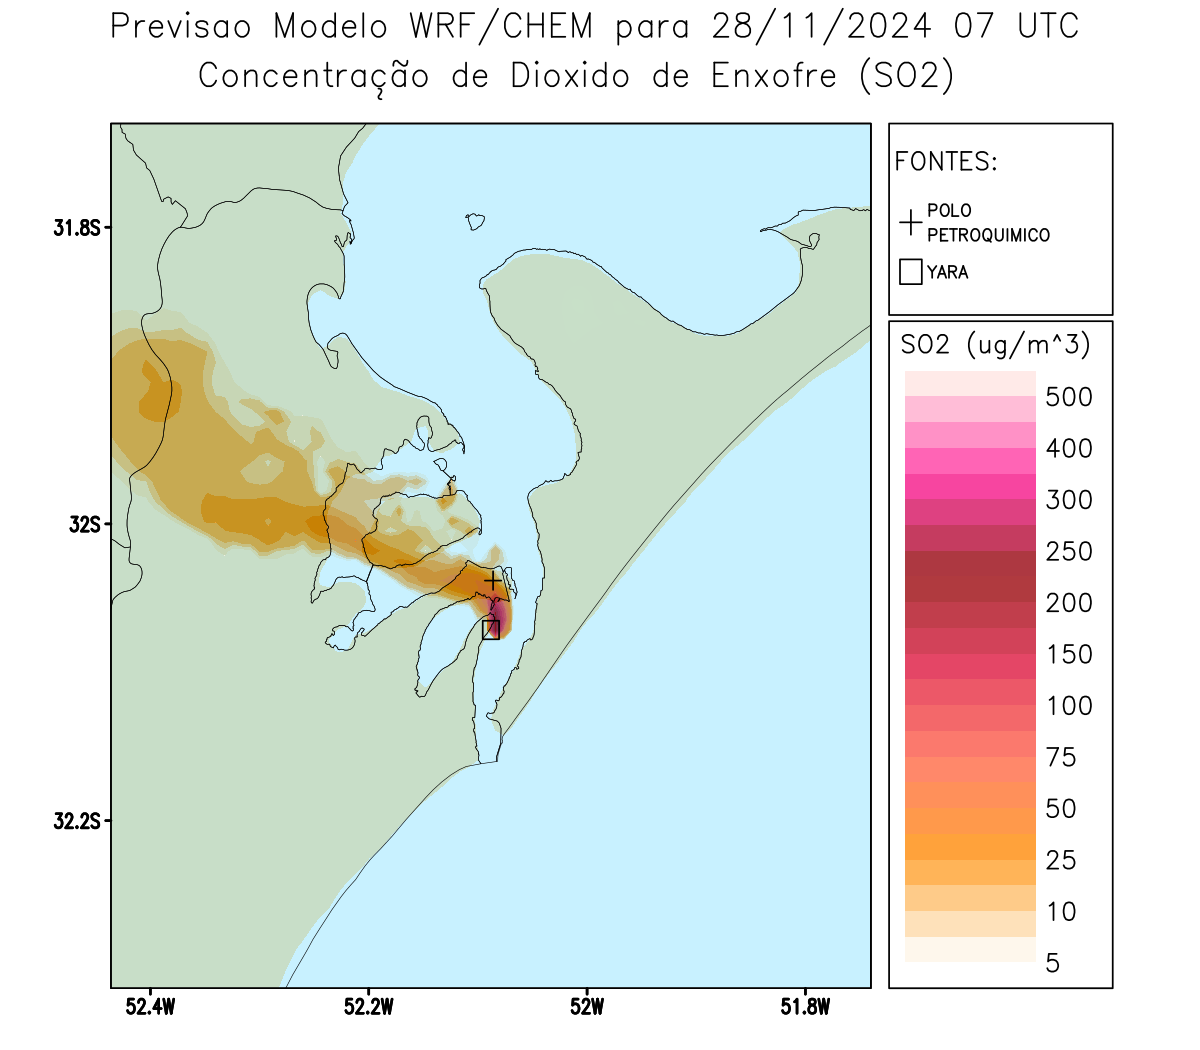 Previsao Modelo WRF/CHEM para 28/11/2024 07 UTC
Concentração de Dioxido de Enxofre (SO2)
FONTES:
POLO
PETROQUIMICO
YARA
31.8S
32S
32.2S
52.4W
52.2W
52W
51.8W
SO2 (ug/m^3)
500
400
300
250
200
150
100
75
50
25
10
5